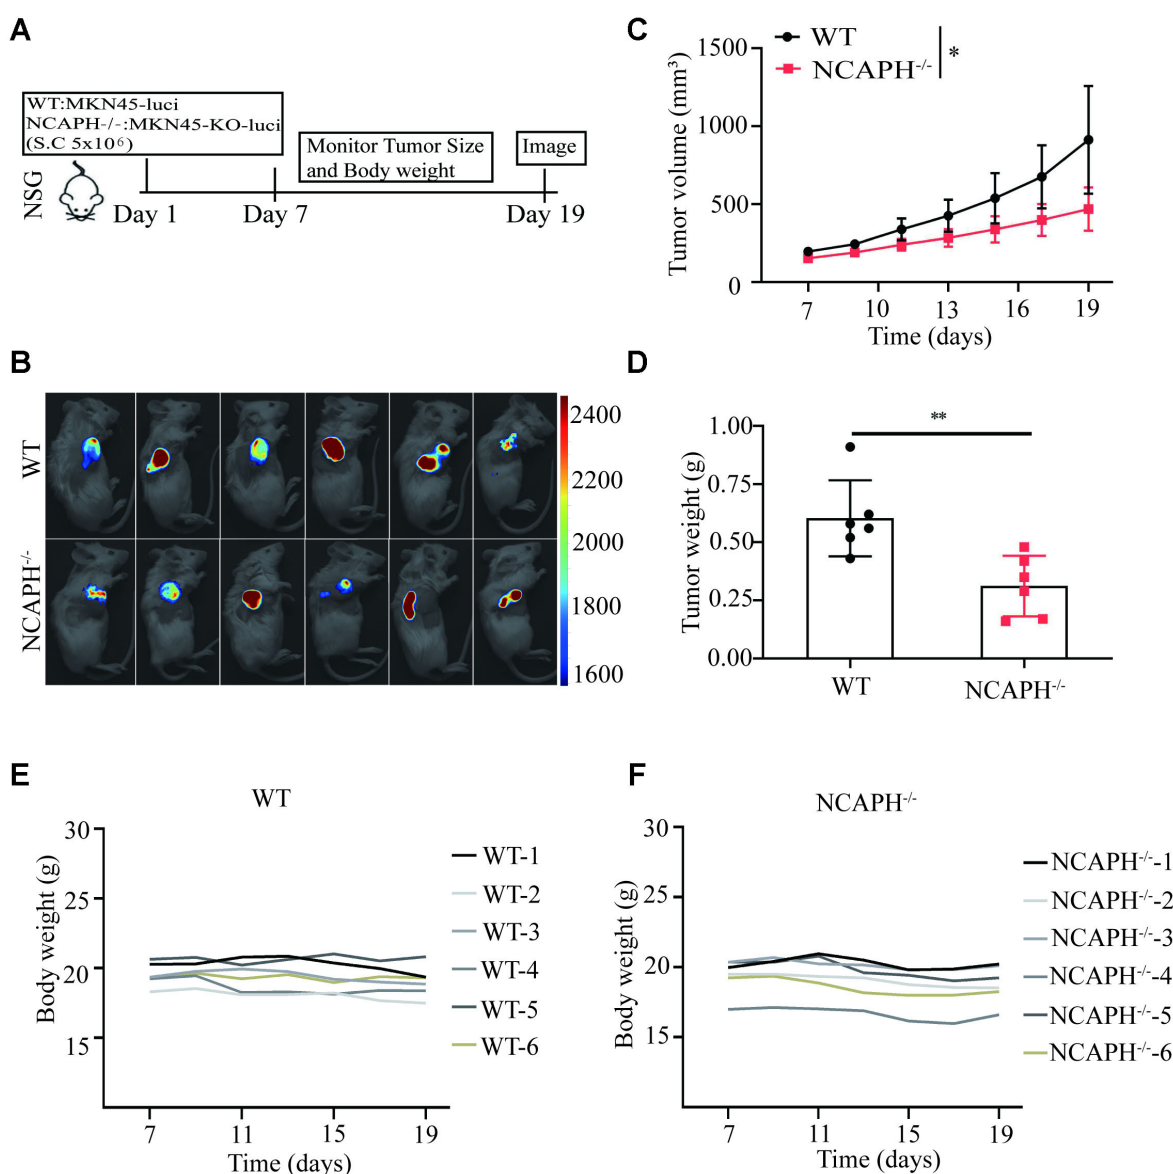 A
WT:MKN45-luci
NCAPH-/-:MKN45-KO-luci
(S.C 5x10⁶)
NSG
Monitor Tumor Size
and Body weight
Image
Day 1
Day 7
Day 19
B
WT
NCAPH-/-
2400
2200
2000
1800
1600
C
WT
NCAPH-/-
*
Tumor volume (mm³)
1500
1000
500
0
7 10 13 16 19
Time (days)
D
**
Tumor weight (g)
1.00
0.75
0.50
0.25
0.00
WT NCAPH-/-
E
WT
Body weight (g)
30
25
20
15
7 11 15 19
Time (days)
WT-1
WT-2
WT-3
WT-4
WT-5
WT-6
F
NCAPH-/-
Body weight (g)
30
25
20
15
7 11 15 19
Time (days)
NCAPH-/--1
NCAPH-/--2
NCAPH-/--3
NCAPH-/--4
NCAPH-/--5
NCAPH-/--6